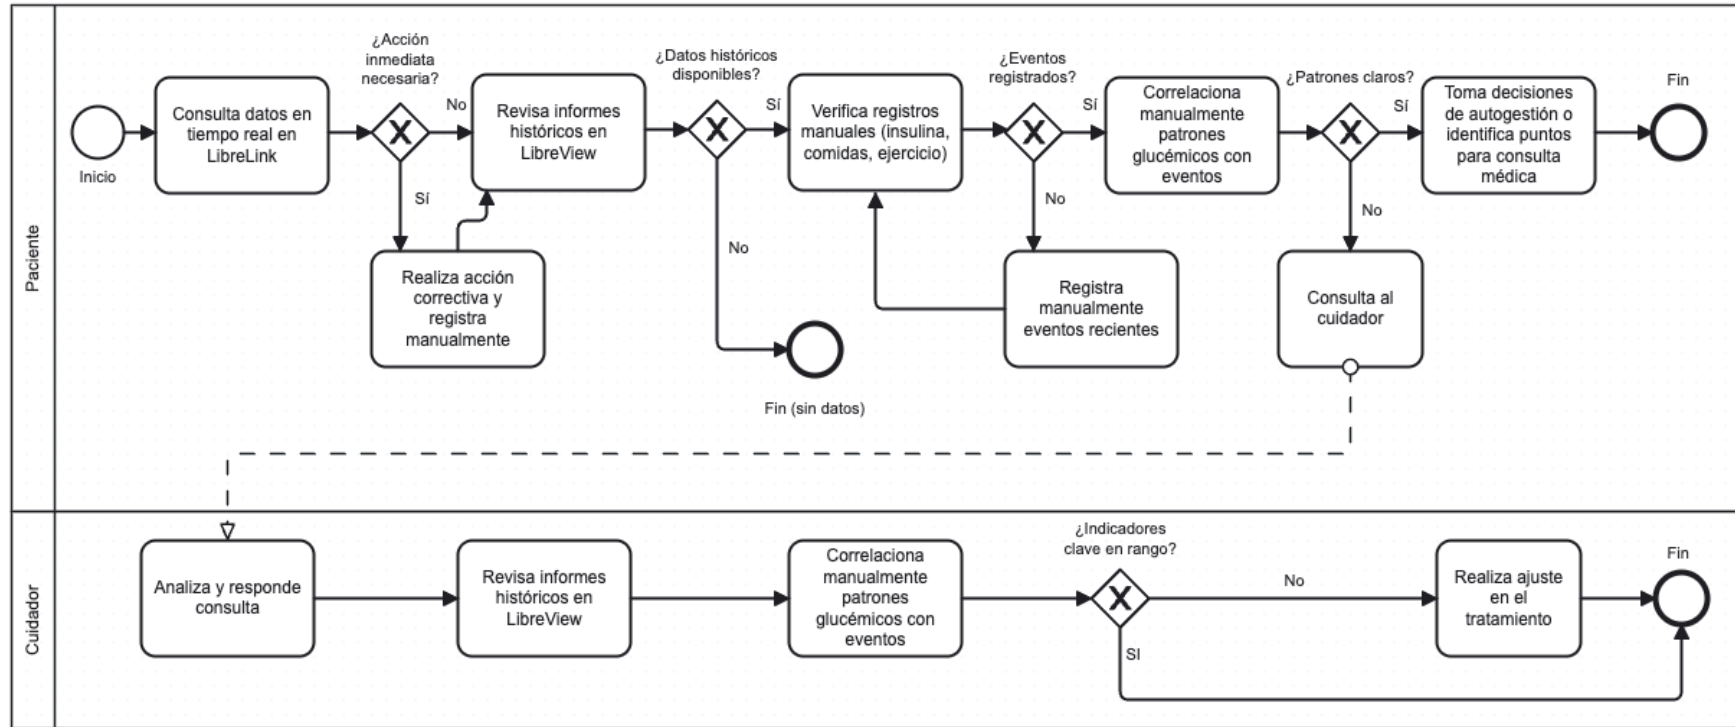 Paciente
Inicio
Consulta datos en
tiempo real en
LibreLink
¿Acción
inmediata
necesaria?
No
Sí
Realiza acción
correctiva y
registra
manualmente
Revisa informes
históricos en
LibreView
¿Datos históricos
disponibles?
Sí
No
Fin (sin datos)
Verifica registros
manuales (insulina,
comidas, ejercicio)
¿Eventos
registrados?
Sí
No
Registra
manualmente
eventos recientes
Correlaciona
manualmente
patrones
glucémicos con
eventos
¿Patrones claros?
Sí
No
Consulta al
cuidador
Toma decisiones
de autogestión o
identifica puntos
para consulta
médica
Fin
Cuidador
Analiza y responde
consulta
Revisa informes
históricos en
LibreView
Correlaciona
manualmente
patrones
glucémicos con
eventos
¿Indicadores
clave en rango?
No
SI
Realiza ajuste
en el
tratamiento
Fin